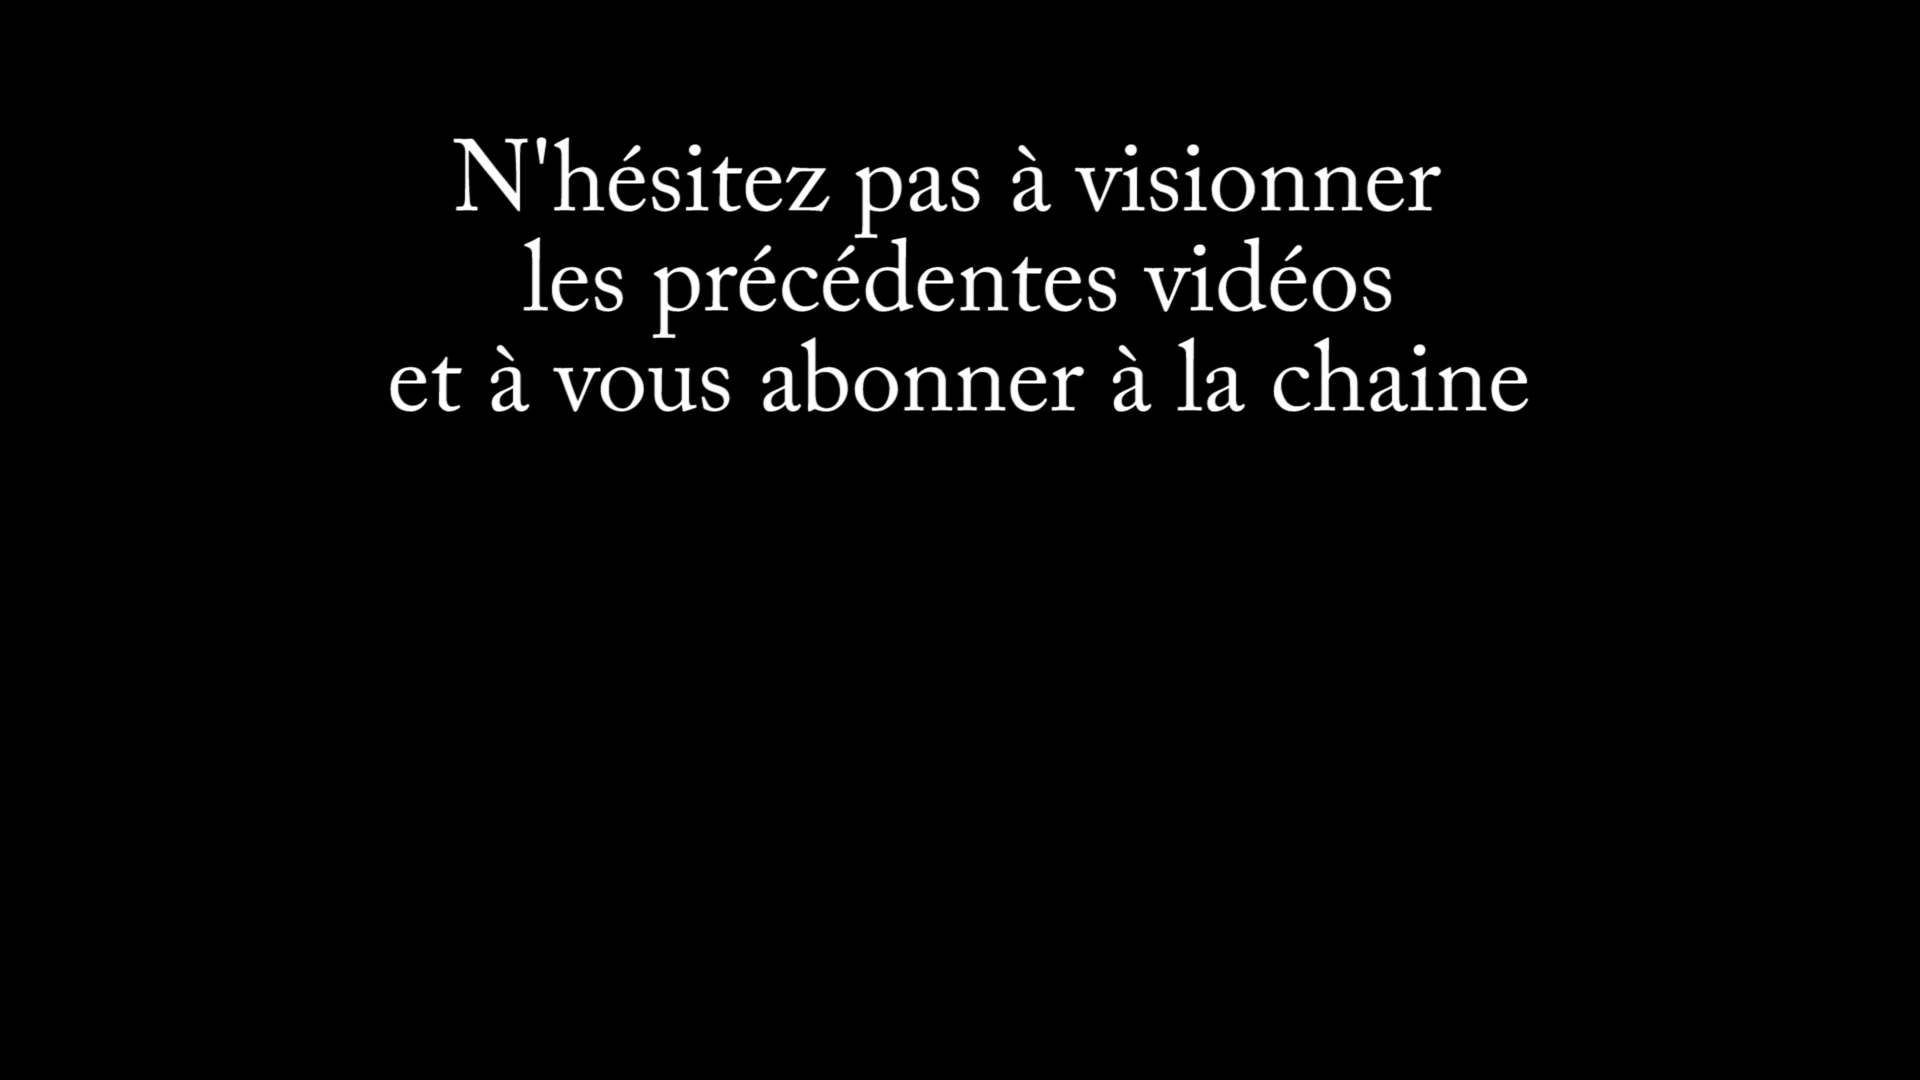 N'hésitez pas à visionner
les précédentes vidéos
et à vous abonner à la chaine